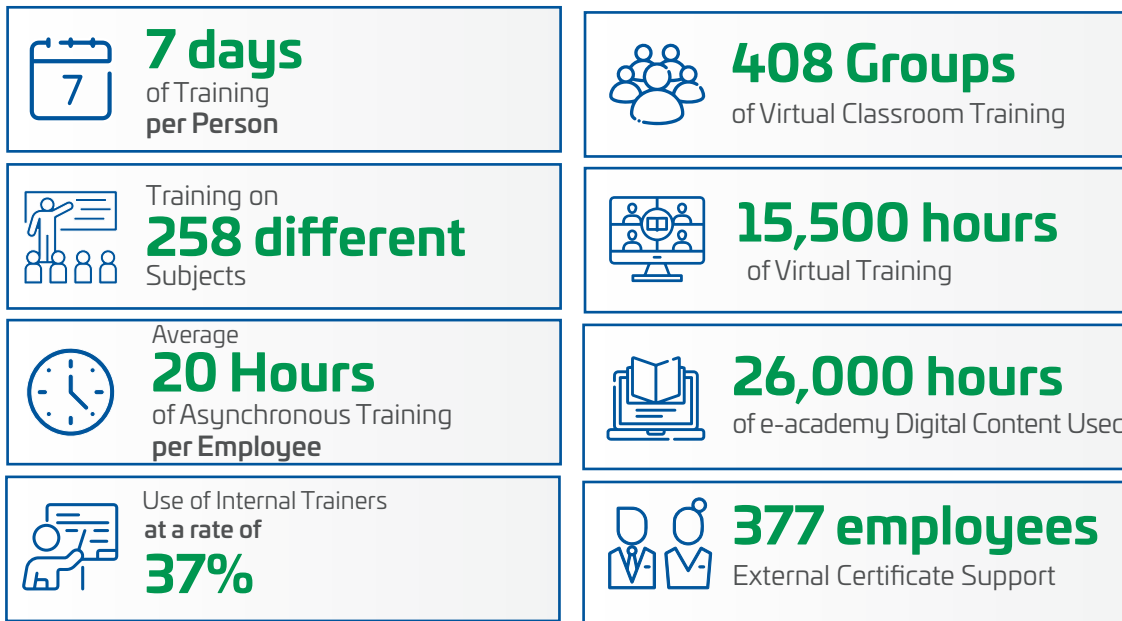 7
7 days
of Training
per Person
Training on
258 different
Subjects
Average
20 Hours
of Asynchronous Training
per Employee
Use of Internal Trainers
at a rate of
37%
408 Groups
of Virtual Classroom Training
15,500 hours
of Virtual Training
26,000 hours
of e-academy Digital Content Used
377 employees
External Certificate Support